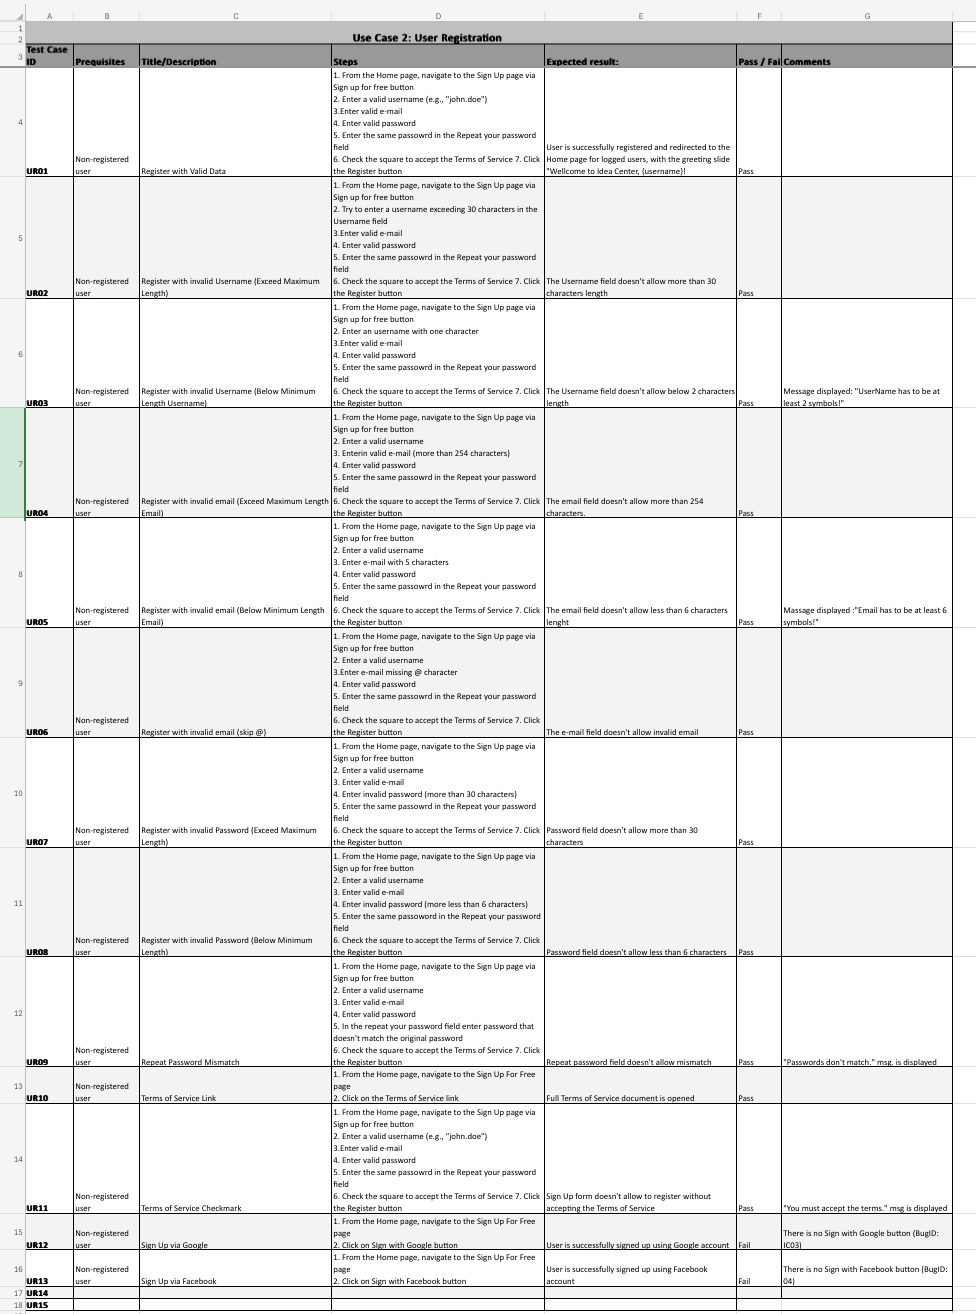 A B C D E F G
1
2 Use Case 2: User Registration
3 Test Case ID Prequisites Title/Description Steps Expected result: Pass / Fai Comments
4
1. From the Home page, navigate to the Sign Up page via
Sign up for free button
2. Enter a valid username (e.g., "john.doe")
3.Enter valid e-mail
4. Enter valid password
5. Enter the same passowrd in the Repeat your password
field
6. Check the square to accept the Terms of Service 7. Click
the Register button
UR01
Non-registered
user
Register with Valid Data
User is successfully registered and redirected to the
Home page for logged users, with the greeting slide
"Wellcome to Idea Center, {username}!
Pass
5
1. From the Home page, navigate to the Sign Up page via
Sign up for free button
2. Try to enter a username exceeding 30 characters in the
Username field
3.Enter valid e-mail
4. Enter valid password
5. Enter the same passowrd in the Repeat your password
field
6. Check the square to accept the Terms of Service 7. Click
the Register button
UR02
Non-registered
user
Register with invalid Username (Exceed Maximum
Length)
The Username field doesn't allow more than 30
characters length
Pass
6
1. From the Home page, navigate to the Sign Up page via
Sign up for free button
2. Enter an username with one character
3.Enter valid e-mail
4. Enter valid password
5. Enter the same passowrd in the Repeat your password
field
6. Check the square to accept the Terms of Service 7. Click
the Register button
UR03
Non-registered
user
Register with invalid Username (Below Minimum
Length Username)
The Username field doesn't allow below 2 characters
length
Pass
Message displayed: "UserName has to be at
least 2 symbols!"
7
1. From the Home page, navigate to the Sign Up page via
Sign up for free button
2. Enter a valid username
3. Enterin valid e-mail (more than 254 characters)
4. Enter valid password
5. Enter the same passowrd in the Repeat your password
field
6. Check the square to accept the Terms of Service 7. Click
the Register button
UR04
Non-registered
user
Register with invalid email (Exceed Maximum Length
Email)
The email field doesn't allow more than 254
characters.
Pass
8
1. From the Home page, navigate to the Sign Up page via
Sign up for free button
2. Enter a valid username
3. Enter e-mail with 5 characters
4. Enter valid password
5. Enter the same passowrd in the Repeat your password
field
6. Check the square to accept the Terms of Service 7. Click
the Register button
UR05
Non-registered
user
Register with invalid email (Below Minimum Length
Email)
The email field doesn't allow less than 6 characters
lenght
Pass
Massage displayed :"Email has to be at least 6
symbols!"
9
1. From the Home page, navigate to the Sign Up page via
Sign up for free button
2. Enter a valid username
3.Enter e-mail missing @ character
4. Enter valid password
5. Enter the same passowrd in the Repeat your password
field
6. Check the square to accept the Terms of Service 7. Click
the Register button
UR06
Non-registered
user
Register with invalid email (skip @)
The e-mail field doesn't allow invalid email
Pass
10
1. From the Home page, navigate to the Sign Up page via
Sign up for free button
2. Enter a valid username
3. Enter valid e-mail
4. Enter invalid password (more than 30 characters)
5. Enter the same passowrd in the Repeat your password
field
6. Check the square to accept the Terms of Service 7. Click
the Register button
UR07
Non-registered
user
Register with invalid Password (Exceed Maximum
Length)
Password field doesn't allow more than 30
characters
Pass
11
1. From the Home page, navigate to the Sign Up page via
Sign up for free button
2. Enter a valid username
3. Enter valid e-mail
4. Enter invalid password (more less than 6 characters)
5. Enter the same passoword in the Repeat your password
field
6. Check the square to accept the Terms of Service 7. Click
the Register button
UR08
Non-registered
user
Register with invalid Password (Below Minimum
Length)
Password field doesn't allow less than 6 characters
Pass
12
1. From the Home page, navigate to the Sign Up page via
Sign up for free button
2. Enter a valid username
3. Enter valid e-mail
4. Enter valid password
5. In the repeat your password field enter password that
doesn't match the original password
6. Check the square to accept the Terms of Service 7. Click
the Register button
UR09
Non-registered
user
Repeat Password Mismatch
Repeat password field doesn't allow mismatch
Pass
"Passwords don't match." msg. is displayed
13
1. From the Home page, navigate to the Sign Up For Free
page
2. Click on the Terms of Service link
UR10
Non-registered
user
Terms of Service Link
Full Terms of Service document is opened
Pass
14
1. From the Home page, navigate to the Sign Up page via
Sign up for free button
2. Enter a valid username (e.g., "john.doe")
3.Enter valid e-mail
4. Enter valid password
5. Enter the same passowrd in the Repeat your password
field
6. Check the square to accept the Terms of Service 7. Click
the Register button
UR11
Non-registered
user
Terms of Service Checkmark
Sign Up form doesn't allow to register without
accepting the Terms of Service
Pass
"You must accept the terms." msg is displayed
15
1. From the Home page, navigate to the Sign Up For Free
page
2. Click on SIgn with Google button
UR12
Non-registered
user
Sign Up via Google
User is successfully signed up using Google account
Fail
There is no Sign with Google button (BugID:
IC03)
16
1. From the Home page, navigate to the Sign Up For Free
page
2. Click on Sign with Facebook button
UR13
Non-registered
user
Sign Up via Facebook
User is successfully signed up using Facebook
account
Fail
There is no Sign with Facebook button (BugID:
04)
17 UR14
18 UR15